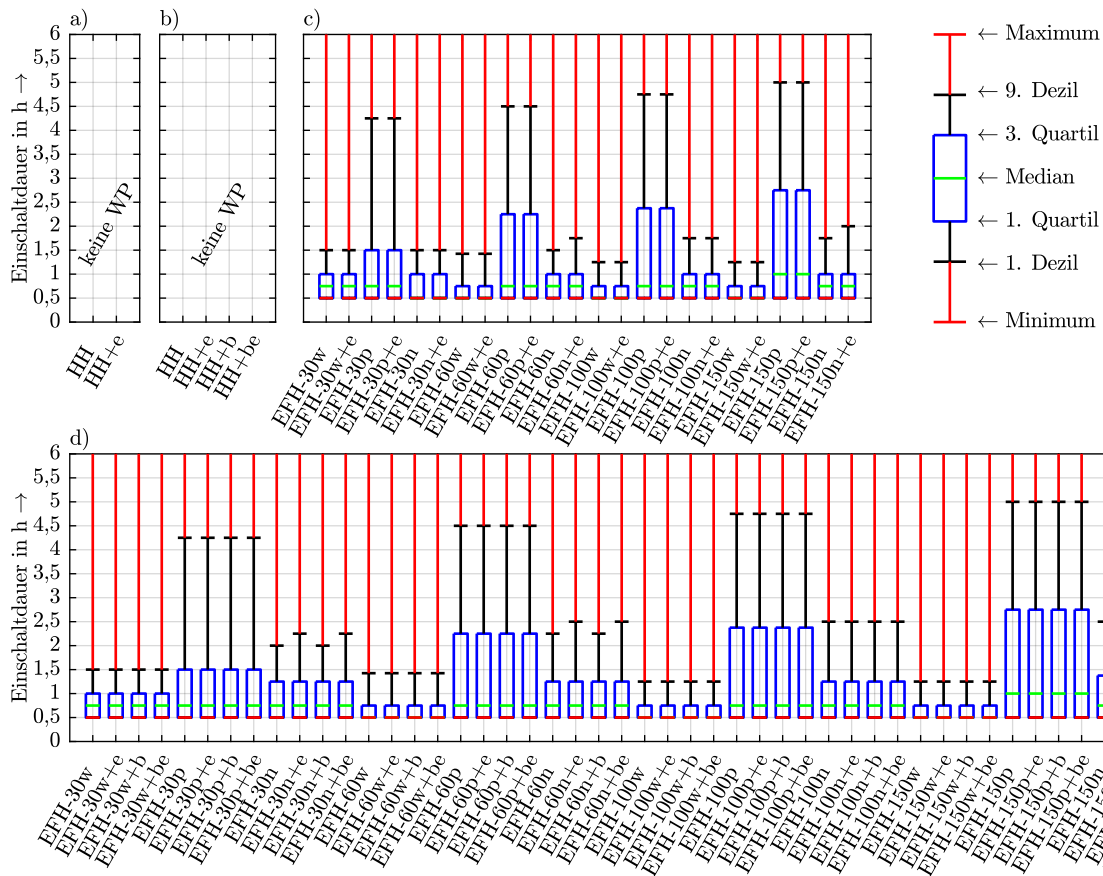 a)
b)
c)
Einschaltdauer in h →
6
5,5
5
4,5
4
3,5
3
2,5
2
1,5
1
0,5
0
keine WP
keine WP
HH
HH+e
HH
HH+e
HH+b
HH+be
EFH-30w
EFH-30w+e
EFH-30p
EFH-30p+e
EFH-30n
EFH-30n+e
EFH-60w
EFH-60w+e
EFH-60p
EFH-60p+e
EFH-60n
EFH-60n+e
EFH-100w
EFH-100w+e
EFH-100p
EFH-100p+e
EFH-100n
EFH-100n+e
EFH-150w
EFH-150w+e
EFH-150p
EFH-150p+e
EFH-150n
EFH-150n+e
← Maximum
← 9. Dezil
← 3. Quartil
← Median
← 1. Quartil
← 1. Dezil
← Minimum
d)
Einschaltdauer in h →
6
5,5
5
4,5
4
3,5
3
2,5
2
1,5
1
0,5
0
EFH-30w
EFH-30w+e
EFH-30w+b
EFH-30w+be
EFH-30p
EFH-30p+e
EFH-30p+b
EFH-30p+be
EFH-30n
EFH-30n+e
EFH-30n+b
EFH-30n+be
EFH-60w
EFH-60w+e
EFH-60w+b
EFH-60w+be
EFH-60p
EFH-60p+e
EFH-60p+b
EFH-60p+be
EFH-60n
EFH-60n+e
EFH-60n+b
EFH-60n+be
EFH-100w
EFH-100w+e
EFH-100w+b
EFH-100w+be
EFH-100p
EFH-100p+e
EFH-100p+b
EFH-100p+be
EFH-100n
EFH-100n+e
EFH-100n+b
EFH-100n+be
EFH-150w
EFH-150w+e
EFH-150w+b
EFH-150w+be
EFH-150p
EFH-150p+e
EFH-150p+b
EFH-150p+be
EFH-150n